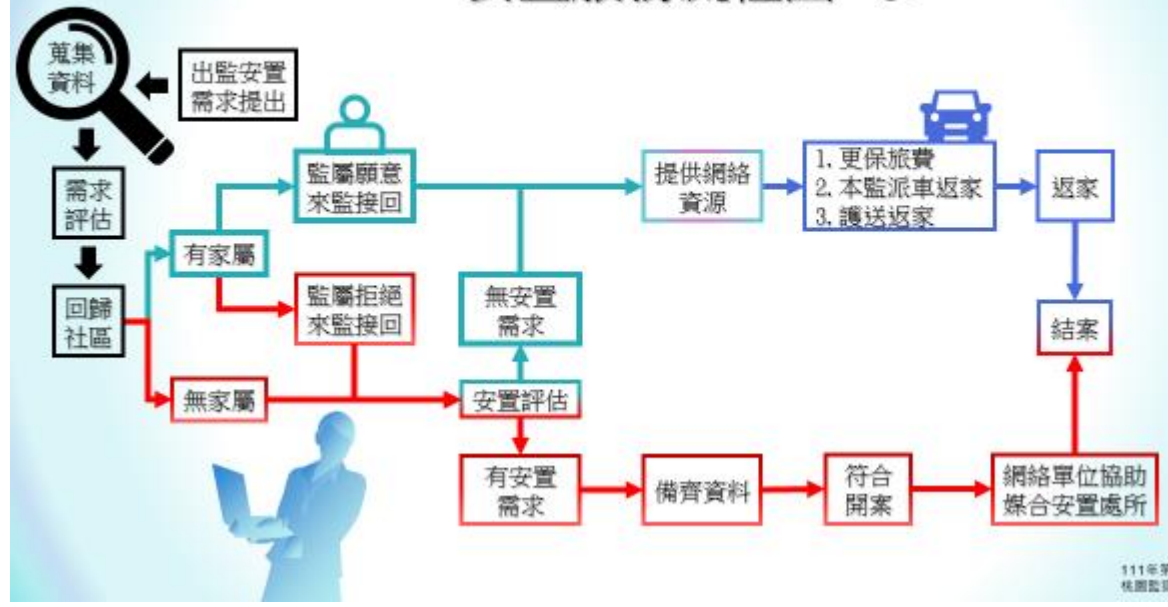 蒐集
資料
出監安置
需求提出
需求
評估
回歸
社區
有家屬
無家屬
監屬願意
來監接回
監屬拒絕
來監接回
無安置
需求
安置評估
有安置
需求
提供網絡
資源
1. 更保旅費
2. 本監派車返家
3. 護送返家
返家
結案
備齊資料
符合
開案
網絡單位協助
媒合安置處所
111年第